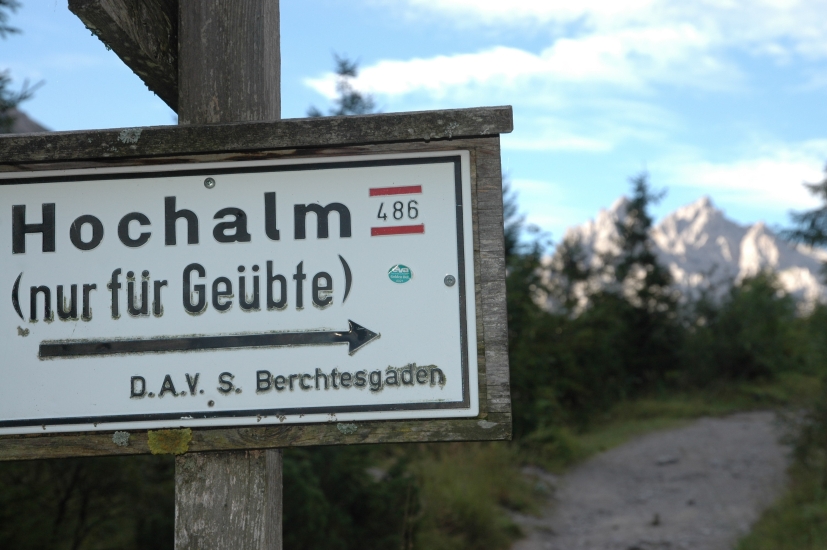 Hochalm 486
(nur für Geübte)
D.A.V. S. Berchtesgaden